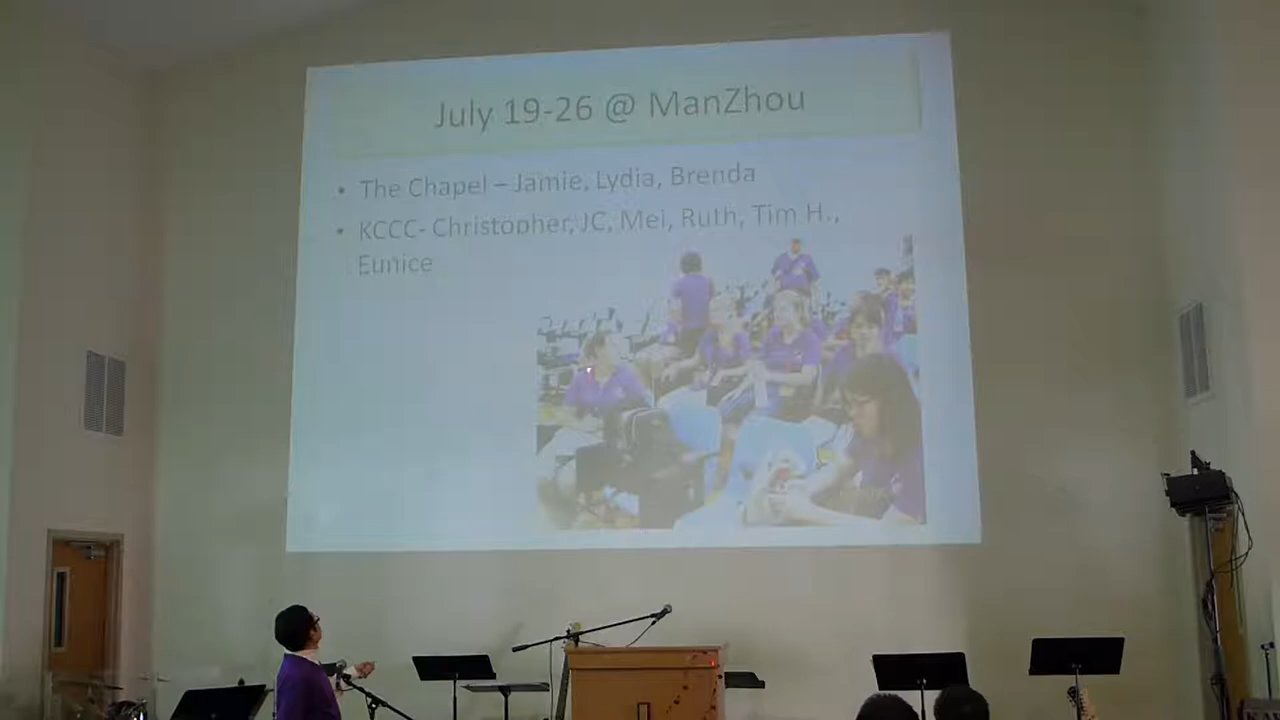 July 19-26 @ ManZhou
• The Chapel – Jamie, Lydia, Brenda
• KCCC- Christopher, JC, Mei, Ruth, Tim H.,
Eunice